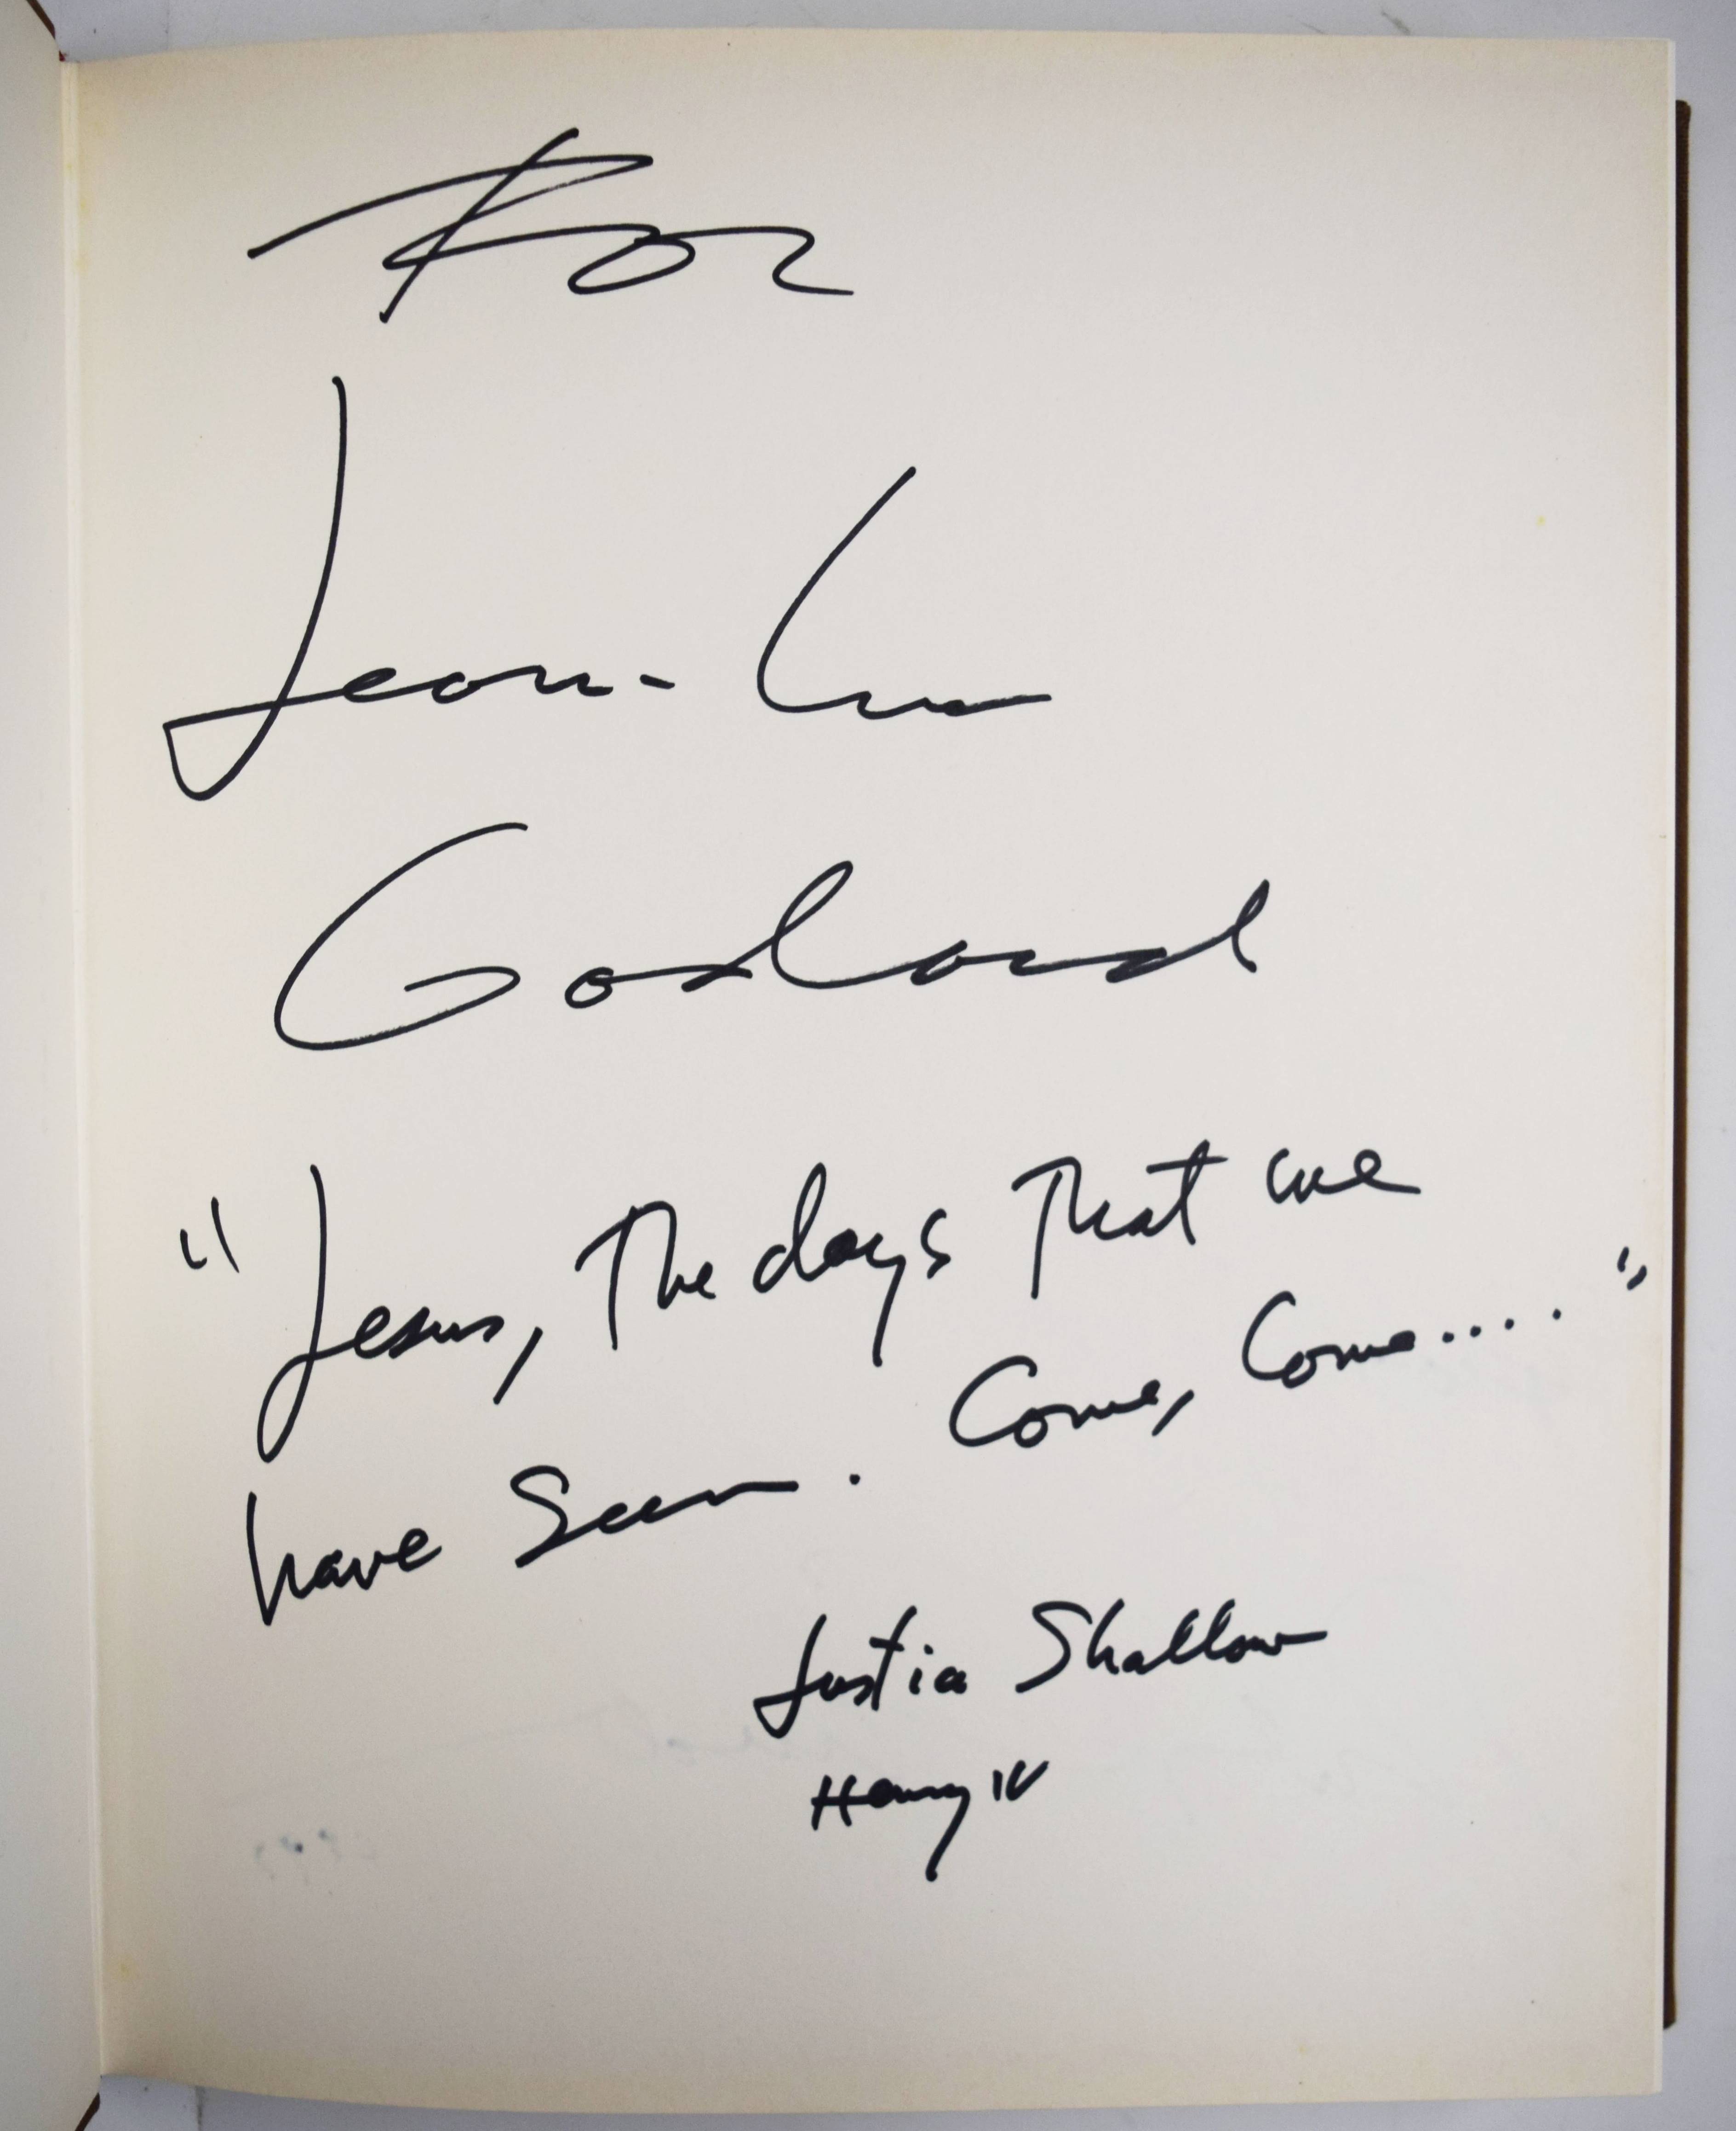 For
Jean-Luc
Godard
"Jesus, The days that we
have seen. Come, Come....."
Justice Shallow
Henry IV